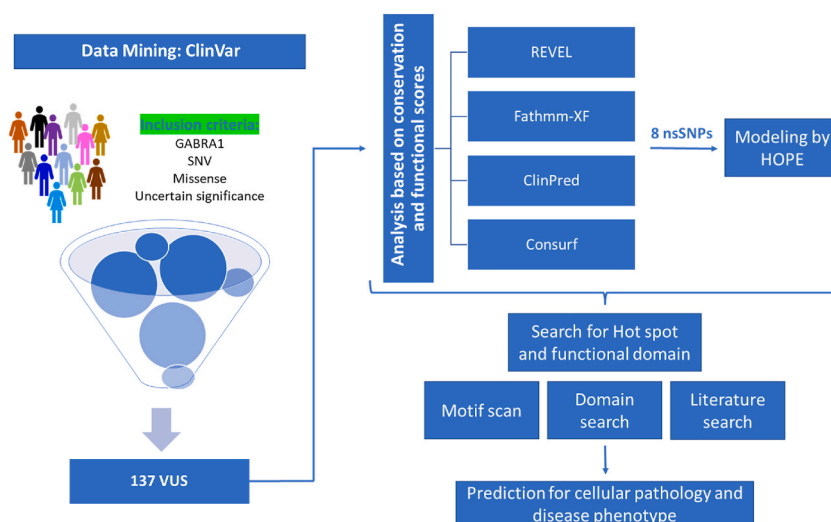 Data Mining: ClinVar
Inclusion criteria:
GABRA1
SNV
Missense
Uncertain significance
137 VUS
Analysis based on conservation
and functional scores
REVEL
Fathmm-XF
ClinPred
Consurf
8 nsSNPs
Modeling by
HOPE
Search for Hot spot
and functional domain
Motif scan
Domain
search
Literature
search
Prediction for cellular pathology and
disease phenotype